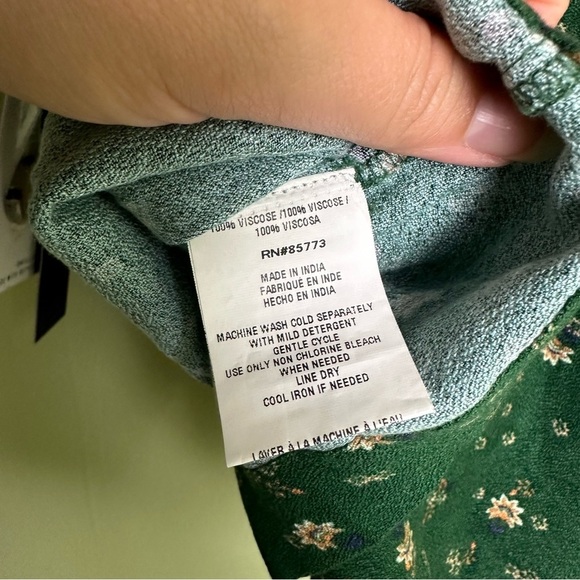 100% VISCOSE /100% VISCOSE /
100% VISCOSA
RN#85773
MADE IN INDIA
FABRIQUE EN INDE
HECHO EN INDIA
MACHINE WASH COLD SEPARATELY
WITH MILD DETERGENT
GENTLE CYCLE
USE ONLY NON CHLORINE BLEACH
WHEN NEEDED
LINE DRY
COOL IRON IF NEEDED
LAVER À LA MACHINE À L'EAU